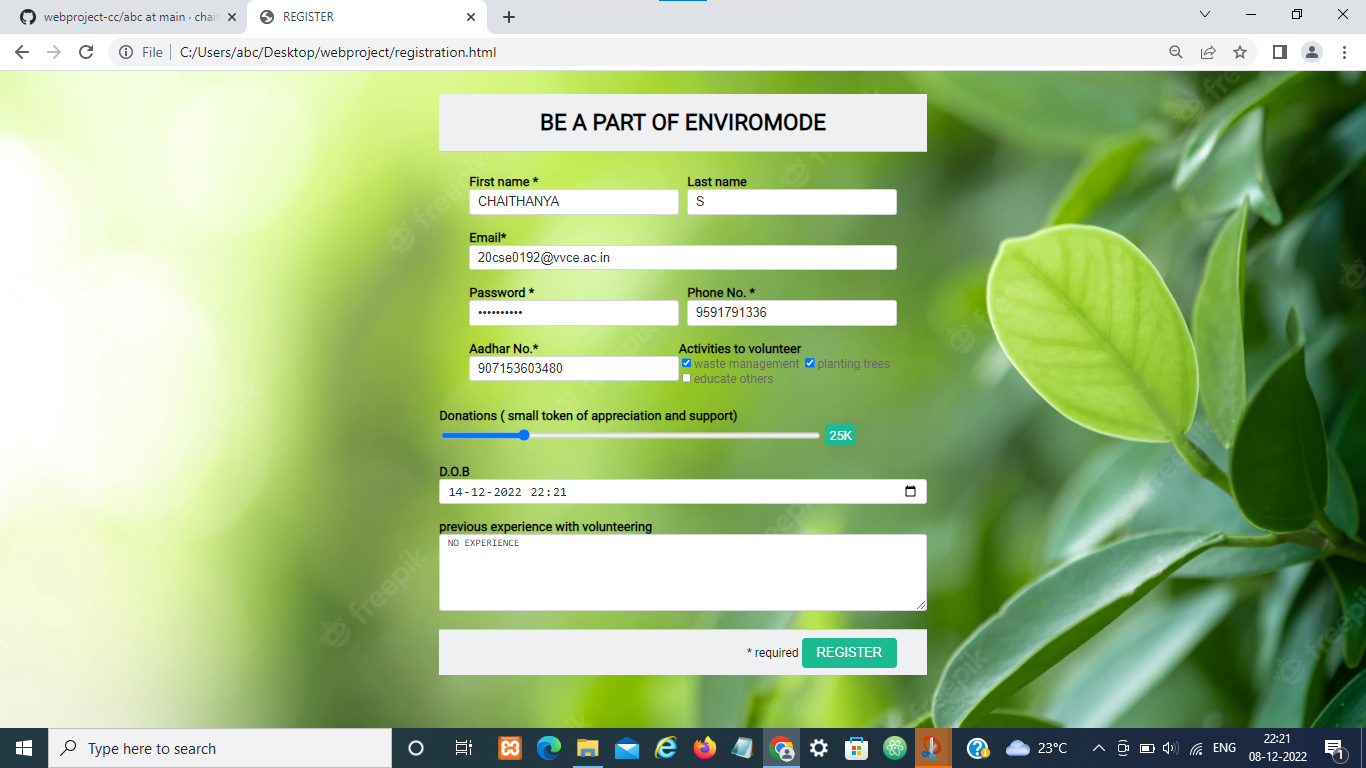 webproject-cc/abc at main · chait
REGISTER
File
C:/Users/abc/Desktop/webproject/registration.html
BE A PART OF ENVIROMODE
First name * Last name
CHAITHANYA S
Email*
20cse0192@vvce.ac.in
Password * Phone No. *
•••••••••• 9591791336
Aadhar No.* Activities to volunteer
907153603480 waste management planting trees
educate others
Donations ( small token of appreciation and support)
25K
D.O.B
14-12-2022 22:21
previous experience with volunteering
NO EXPERIENCE
* required REGISTER
freepik
Type here to search
23°C
ENG
22:21
08-12-2022
1